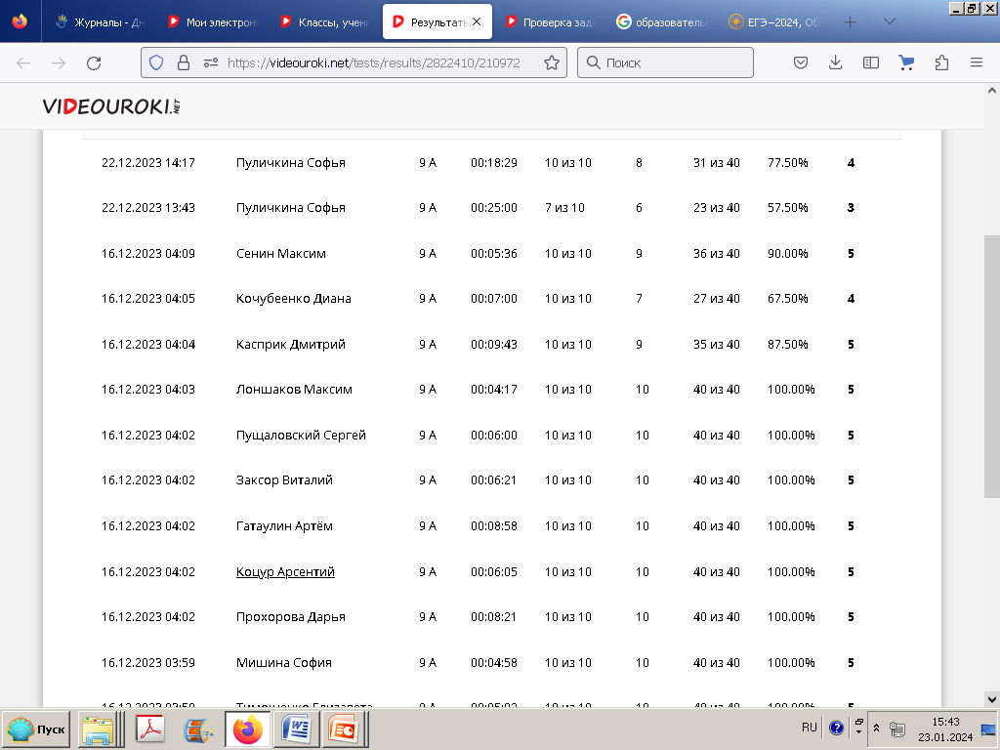 Журналы - Дн
Мои электрон
Классы, учен
Результать
Проверка зад
образователь
ЕГЭ–2024, Об
https://videouroki.net/tests/results/2822410/210972
Поиск
VIDEOUROKI.NET
22.12.2023 14:17 Пуличкина Софья 9 А 00:18:29 10 из 10 8 31 из 40 77.50% 4
22.12.2023 13:43 Пуличкина Софья 9 А 00:25:00 7 из 10 6 23 из 40 57.50% 3
16.12.2023 04:09 Сенин Максим 9 А 00:05:36 10 из 10 9 36 из 40 90.00% 5
16.12.2023 04:05 Кочубеенко Диана 9 А 00:07:00 10 из 10 7 27 из 40 67.50% 4
16.12.2023 04:04 Касприк Дмитрий 9 А 00:09:43 10 из 10 9 35 из 40 87.50% 5
16.12.2023 04:03 Лоншаков Максим 9 А 00:04:17 10 из 10 10 40 из 40 100.00% 5
16.12.2023 04:02 Пущаловский Сергей 9 А 00:06:00 10 из 10 10 40 из 40 100.00% 5
16.12.2023 04:02 Заксор Виталий 9 А 00:06:21 10 из 10 10 40 из 40 100.00% 5
16.12.2023 04:02 Гатаулин Артём 9 А 00:08:58 10 из 10 10 40 из 40 100.00% 5
16.12.2023 04:02 Коцур Арсентий 9 А 00:06:05 10 из 10 10 40 из 40 100.00% 5
16.12.2023 04:02 Прохорова Дарья 9 А 00:08:21 10 из 10 10 40 из 40 100.00% 5
16.12.2023 03:59 Мишина София 9 А 00:04:58 10 из 10 10 40 из 40 100.00% 5
Пуск
RU
15:43
23.01.2024